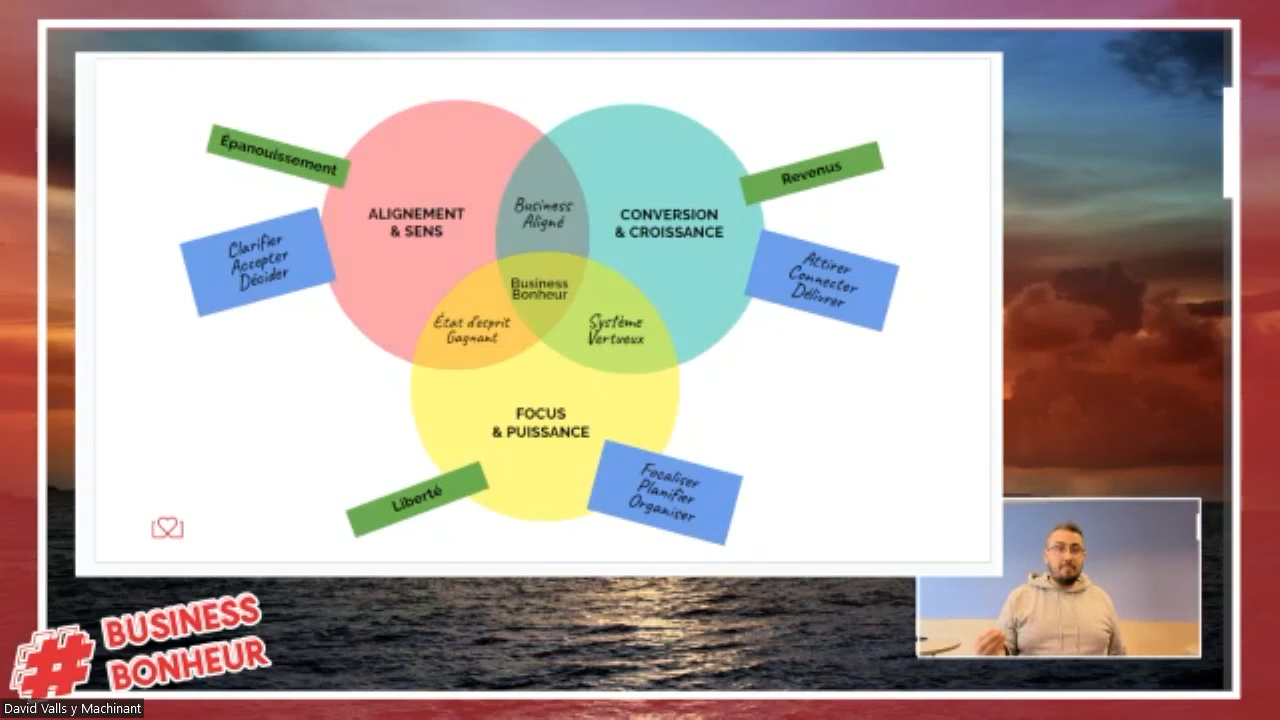 Épanouissement
Clarifier
Accepter
Décider
ALIGNEMENT
& SENS
Business
Aligné
CONVERSION
& CROISSANCE
Revenus
Attirer
Connecter
Délivrer
Business
Bonheur
État d'esprit
Gagnant
Système
Vertueux
FOCUS
& PUISSANCE
Liberté
Focaliser
Planifier
Organiser
# BUSINESS
BONHEUR
David Valls y Machinant